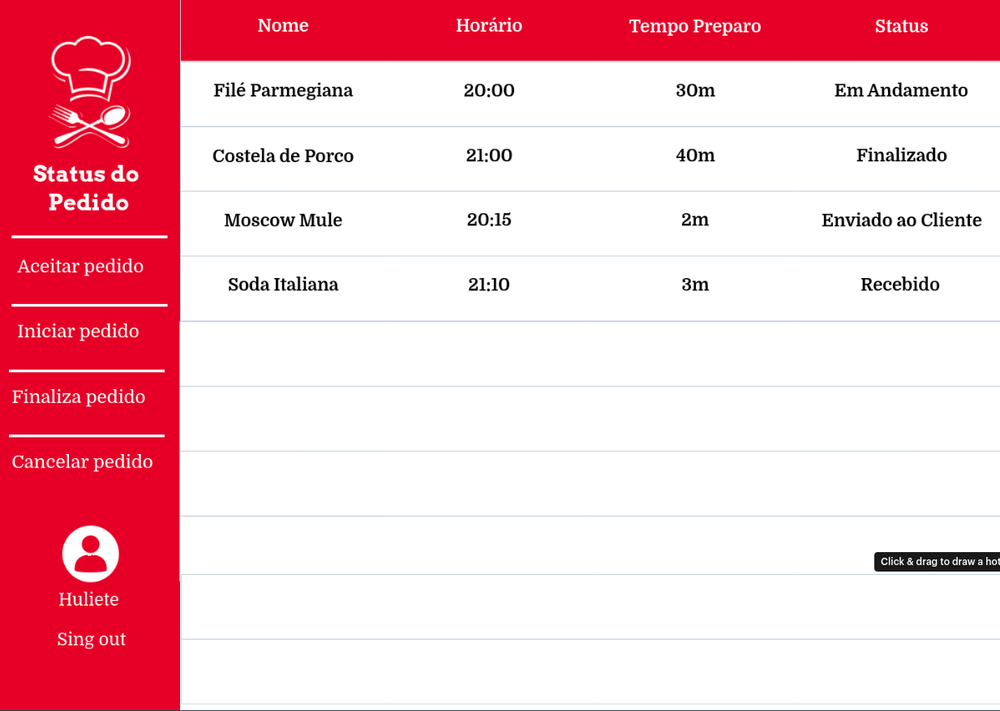 Status do
Pedido
Aceitar pedido
Iniciar pedido
Finaliza pedido
Cancelar pedido
Huliete
Sing out
Nome Horário Tempo Preparo Status
Filé Parmegiana 20:00 30m Em Andamento
Costela de Porco 21:00 40m Finalizado
Moscow Mule 20:15 2m Enviado ao Cliente
Soda Italiana 21:10 3m Recebido
Click & drag to draw a hot